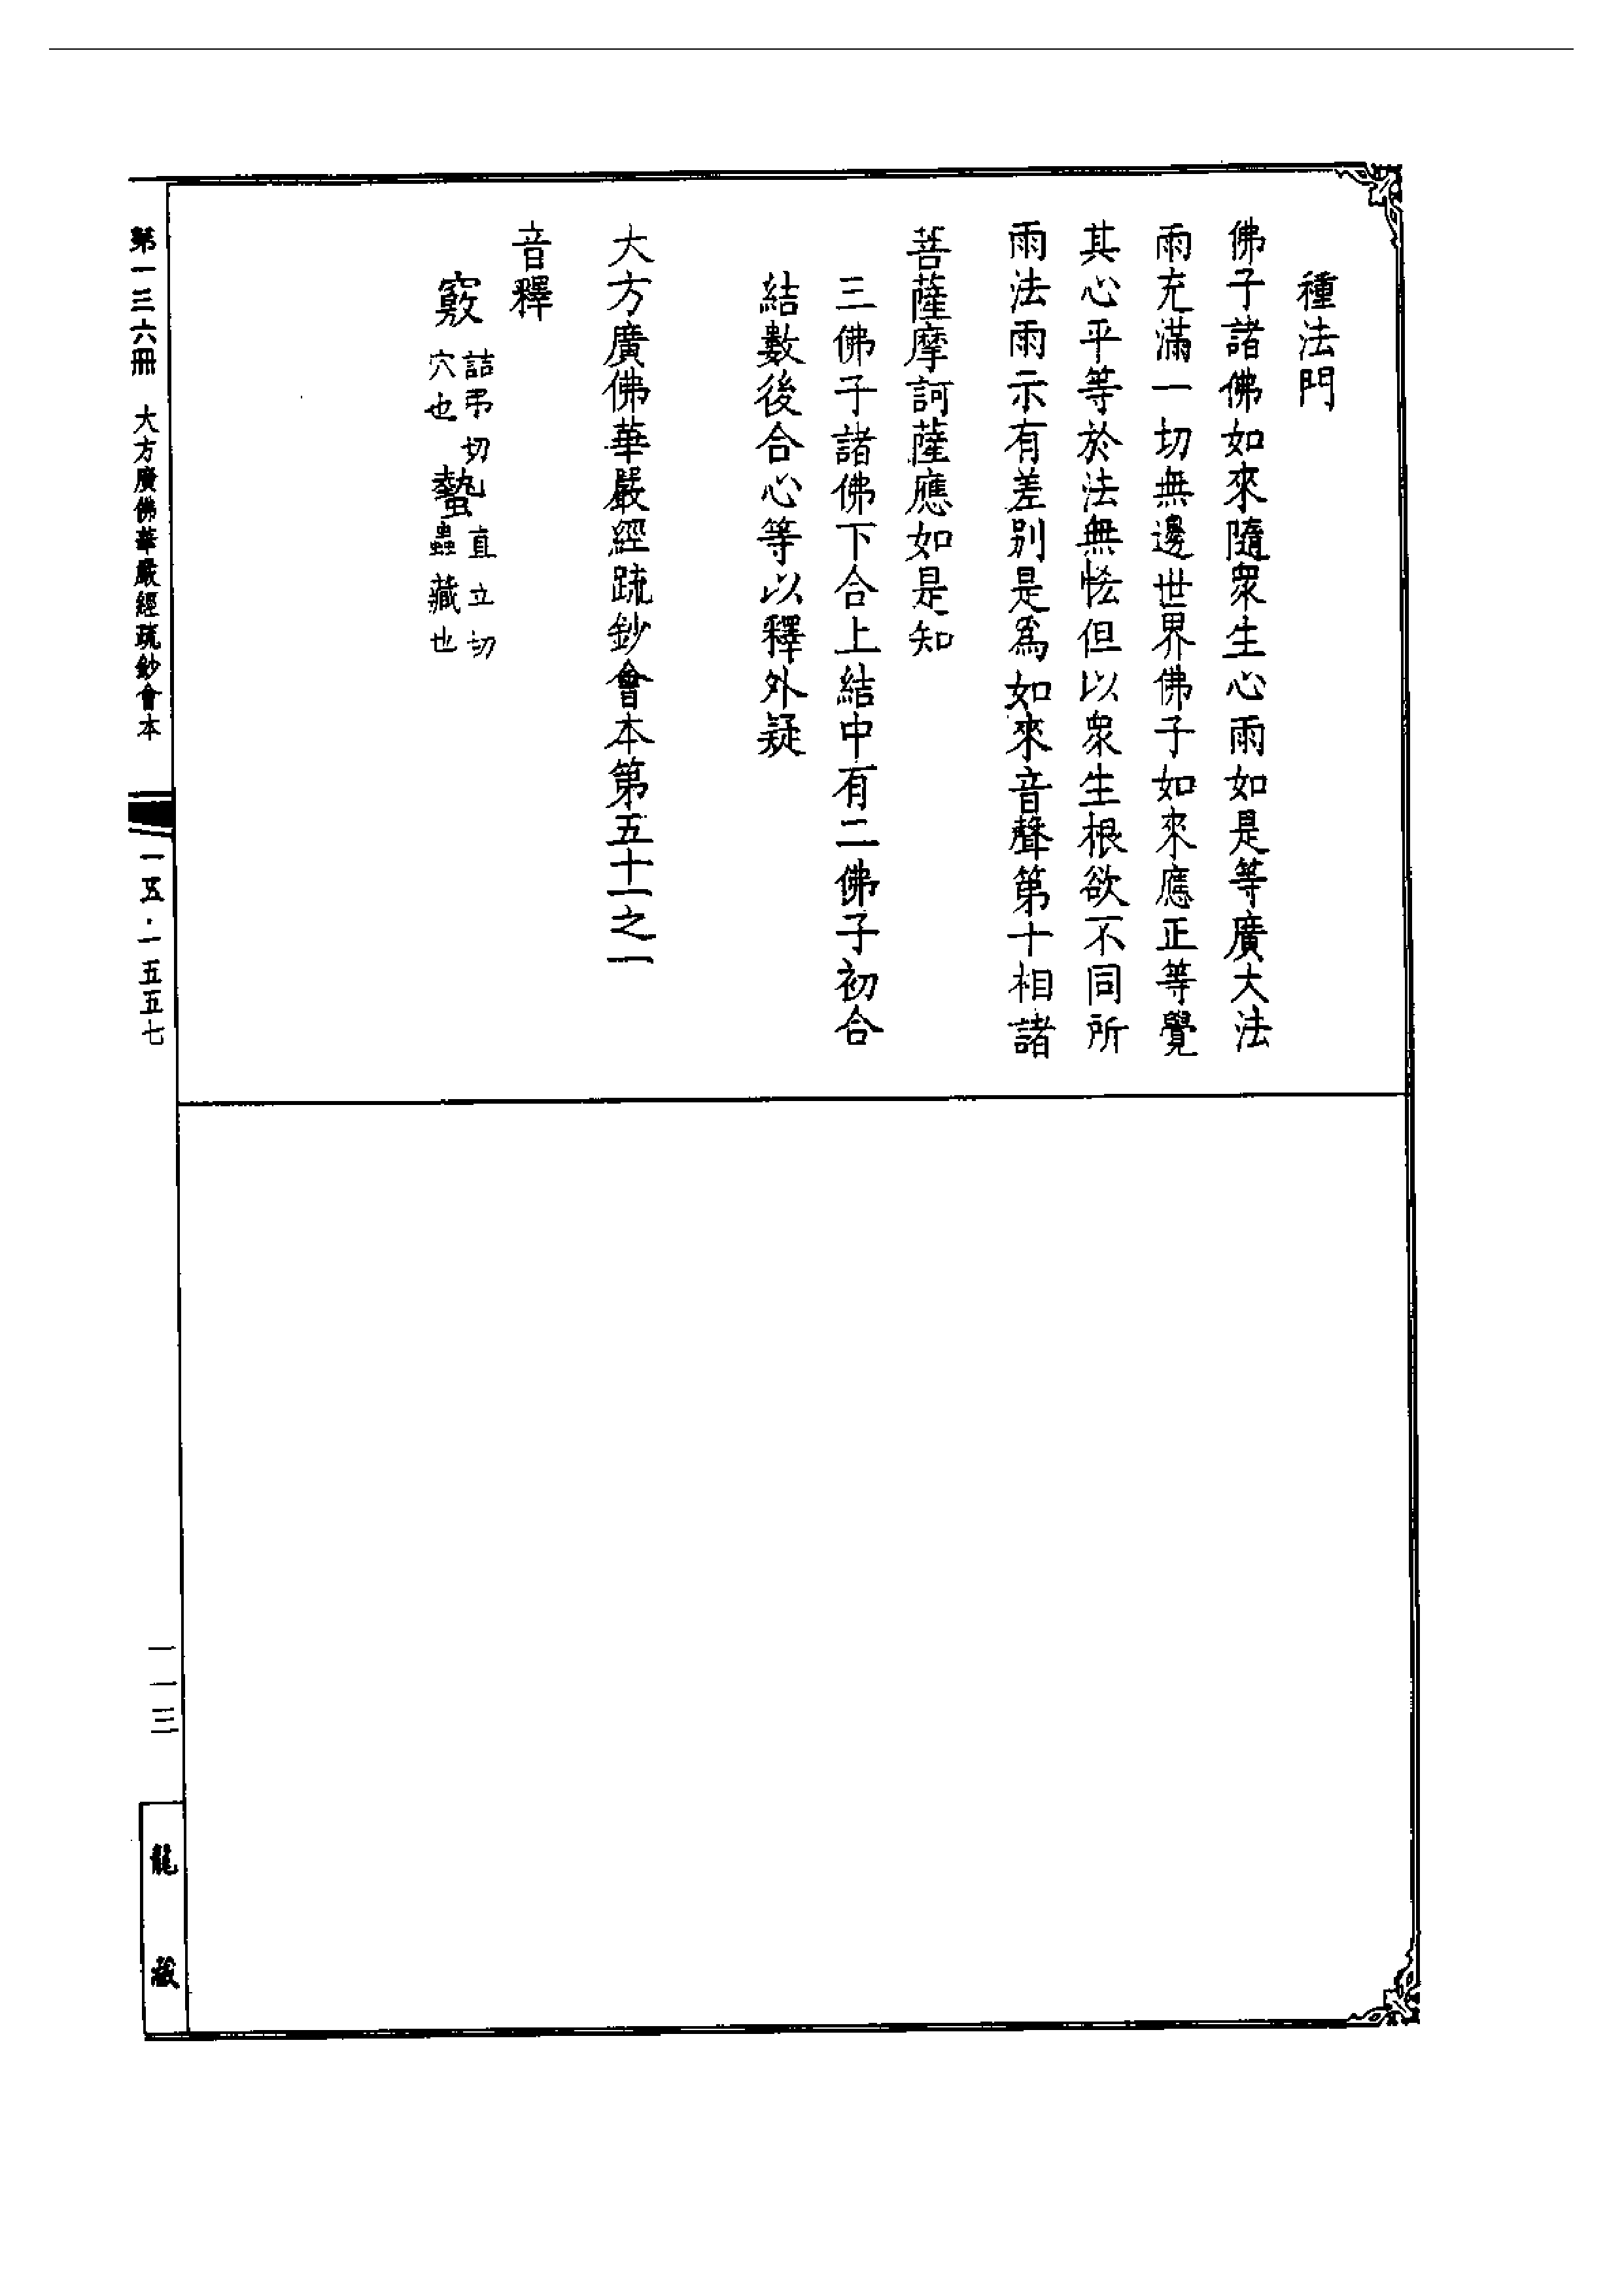 種法門
佛子諸佛如來隨衆生心雨如是等廣大法
雨充滿一切無邊世界佛子如來應正等覺
其心平等於法無恡但以衆生根欲不同所
雨法雨示有差別是爲如來音聲第十相諸
菩薩摩訶薩應如是知
三佛子諸佛下合上結中有二佛子初合
結數後合心等以釋外疑
大方廣佛華嚴經䟽鈔會本第五十一之二
音釋
竅詰弔切穴也 蟄直立切蟲藏也
第一三六冊 大方廣佛華嚴經疏鈔會本
一五·一五五七
一一三
龍藏